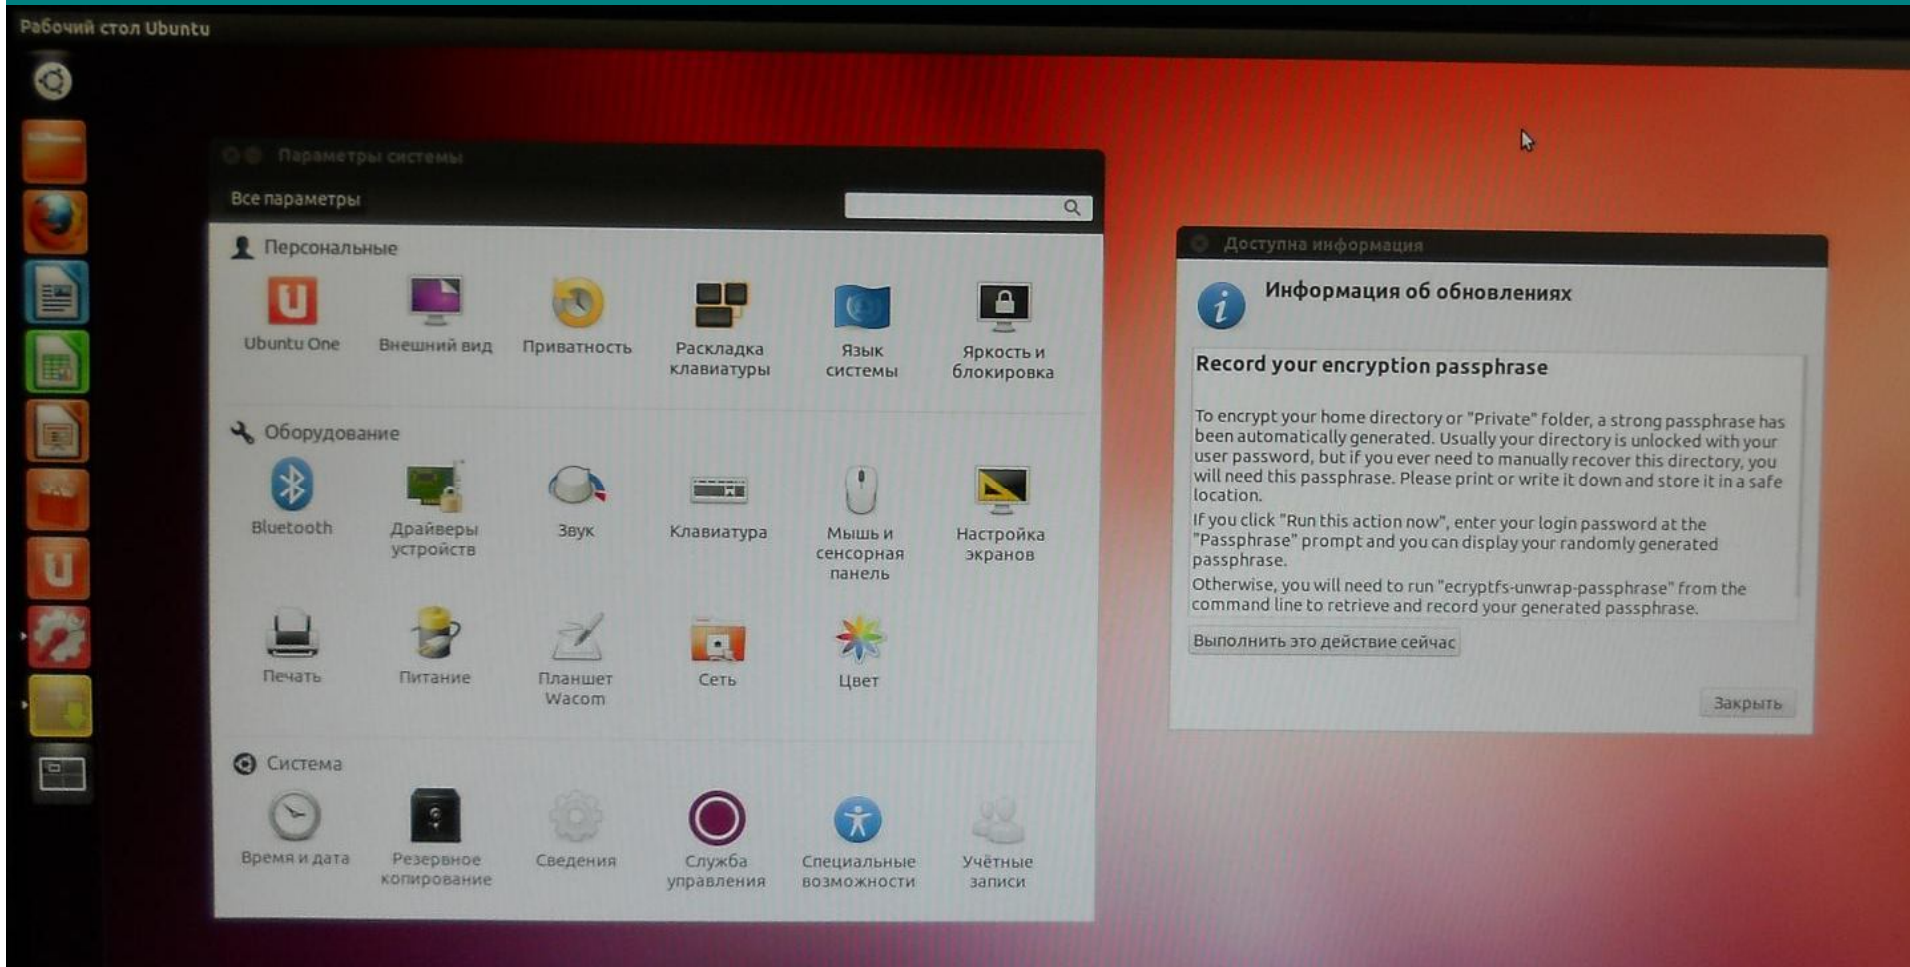 Рабочий стол Ubuntu
Параметры системы
Все параметры
Персональные
Ubuntu One
Внешний вид
Приватность
Раскладка
клавиатуры
Язык
системы
Яркость и
блокировка
Оборудование
Bluetooth
Драйверы
устройств
Звук
Клавиатура
Мышь и
сенсорная
панель
Настройка
экранов
Печать
Питание
Планшет
Wacom
Сеть
Цвет
Система
Время и дата
Резервное
копирование
Сведения
Служба
управления
Специальные
возможности
Учётные
записи
Доступна информация
Информация об обновлениях
Record your encryption passphrase
To encrypt your home directory or "Private" folder, a strong passphrase has
been automatically generated. Usually your directory is unlocked with your
user password, but if you ever need to manually recover this directory, you
will need this passphrase. Please print or write it down and store it in a safe
location.
If you click "Run this action now", enter your login password at the
"Passphrase" prompt and you can display your randomly generated
passphrase.
Otherwise, you will need to run "ecryptfs-unwrap-passphrase" from the
command line to retrieve and record your generated passphrase.
Выполнить это действие сейчас
Закрыть